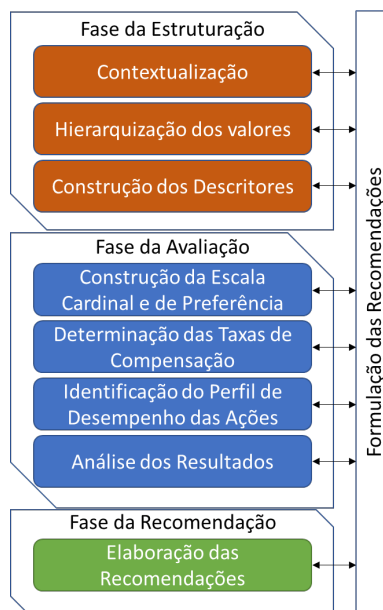 Fase da Estruturação
Contextualização
Hierarquização dos valores
Construção dos Descritores
Fase da Avaliação
Construção da Escala
Cardinal e de Preferência
Determinação das Taxas de
Compensação
Identificação do Perfil de
Desempenho das Ações
Análise dos Resultados
Fase da Recomendação
Elaboração das
Recomendações
Formulação das Recomendações